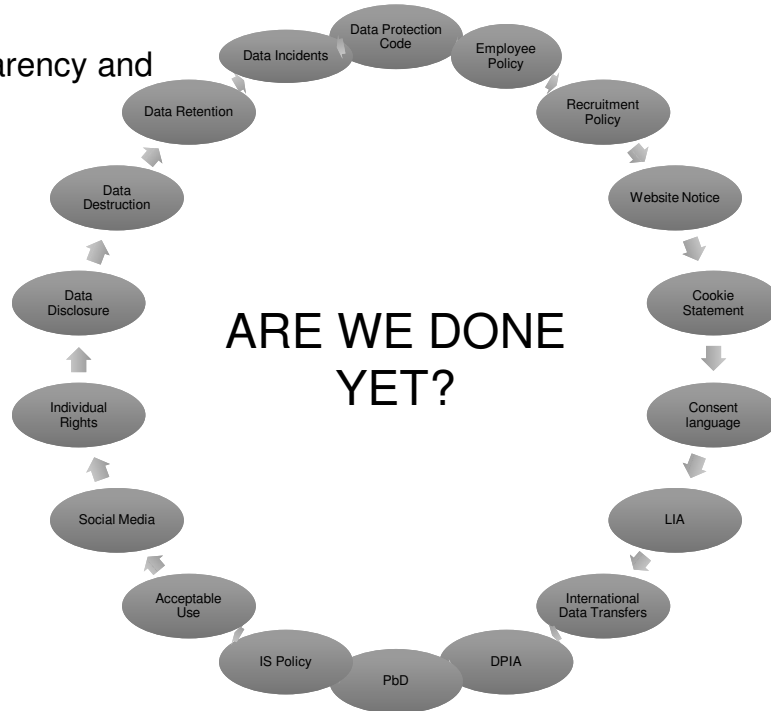 and
Data Protection
Code
Employee
Policy
Recruitment
Policy
Website Notice
Cookie
Statement
Consent
language
LIA
International
Data Transfers
DPIA
PbD
IS Policy
Acceptable
Use
Social Media
Individual
Rights
Data
Disclosure
Data
Destruction
Data Retention
Data Incidents
ARE WE DONE
YET?